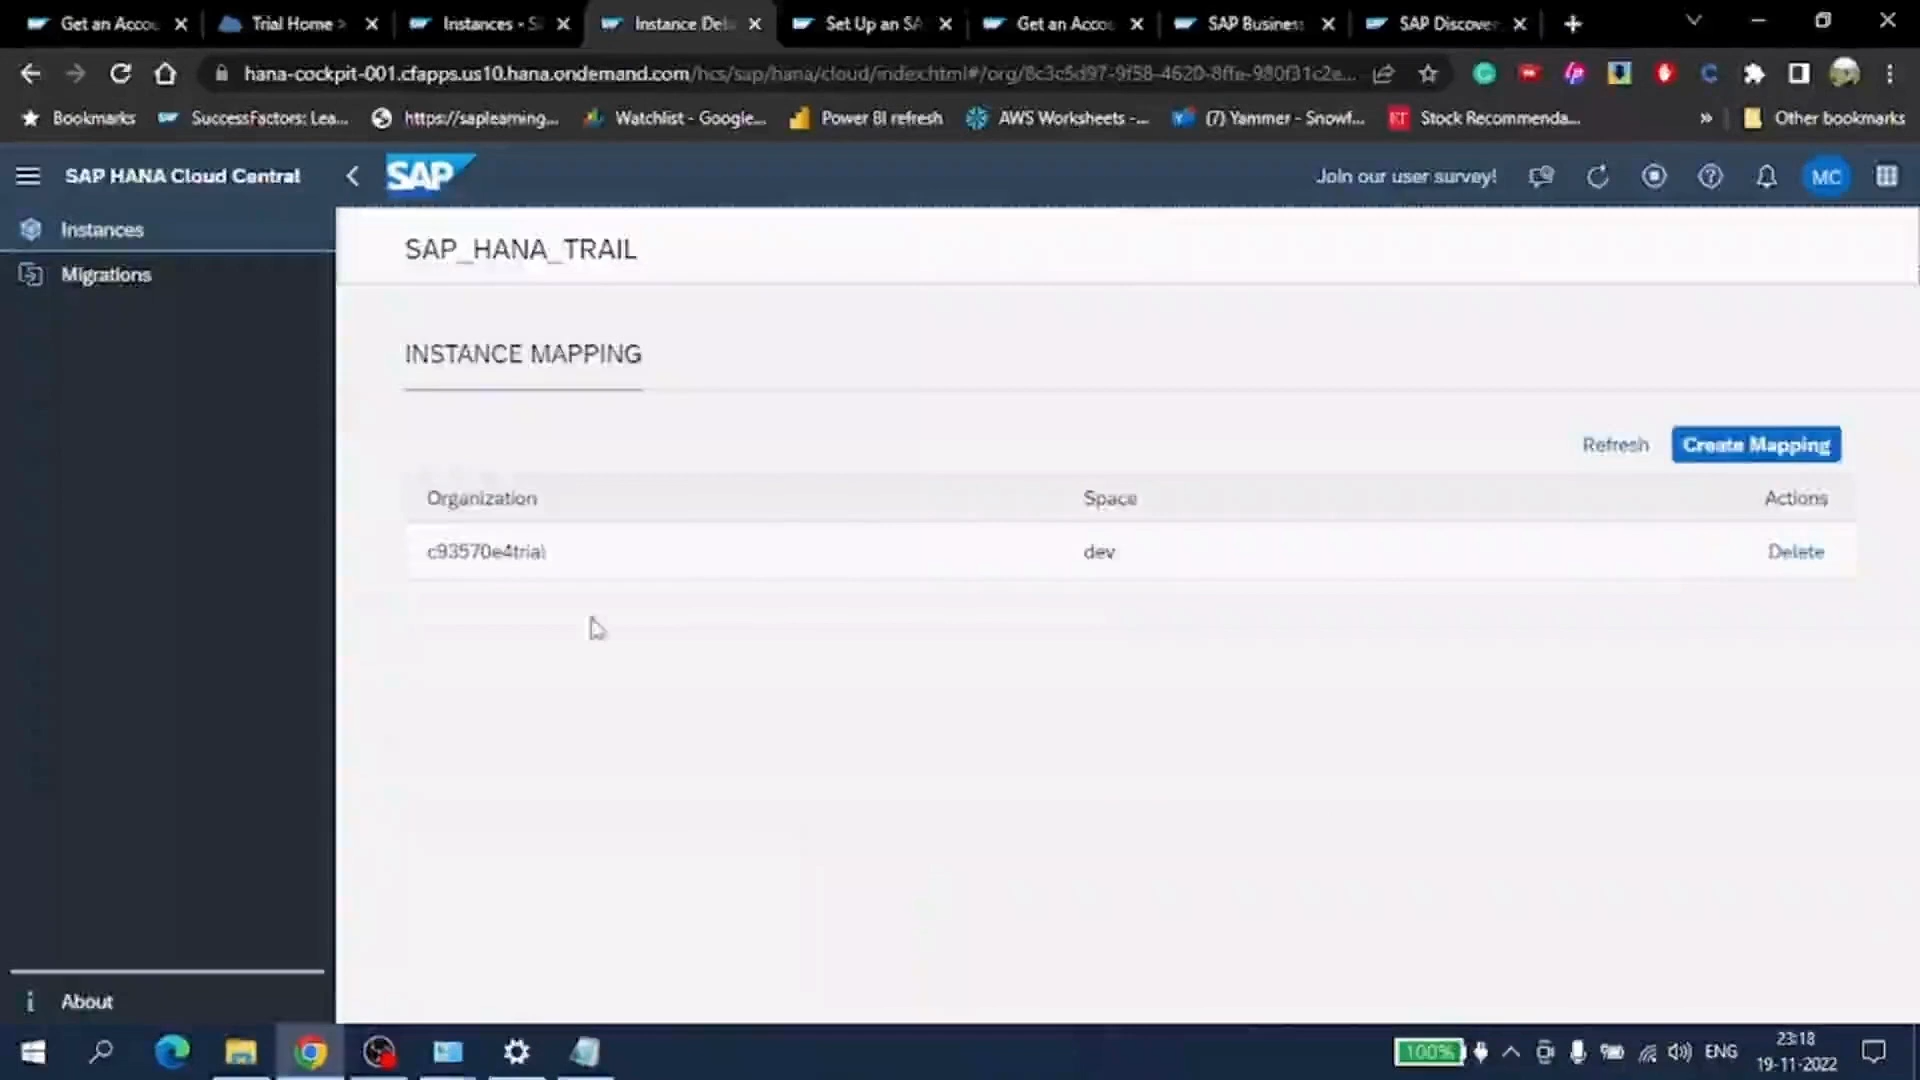 Get an Accou
Trial Home >
Instances - S
Instance Det
Set Up an SA
Get an Accou
SAP Business
SAP Discover
hana-cockpit-001.cfapps.us10.hana.ondemand.com/hcs/sap/hana/cloud/index.html#/org/8c3c5d97-9f58-4620-8ffe-980f31c2e...
Bookmarks
SuccessFactors: Lea...
https://saplearning...
Watchlist - Google...
Power BI refresh
AWS Worksheets -...
(7) Yammer - Snowf...
ET
Stock Recommenda...
»
Other bookmarks
SAP HANA Cloud Central
SAP
Join our user survey!
MC
Instances
Migrations
SAP_HANA_TRAIL
INSTANCE MAPPING
Refresh
Create Mapping
Organization
Space
Actions
c93570e4trial
dev
Delete
About
100%
ENG
23:18
19-11-2022